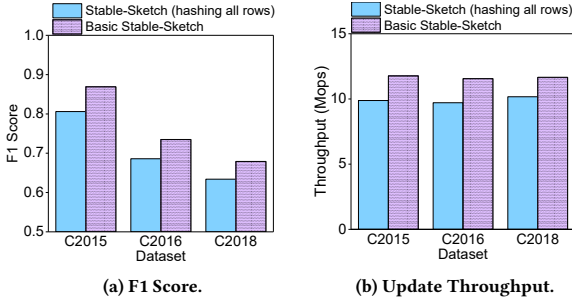 Stable-Sketch (hashing all rows)
Basic Stable-Sketch
1.0
0.9
0.8
0.7
0.6
0.5
F1 Score
C2015 C2016 C2018
Dataset
(a) F1 Score.
Stable-Sketch (hashing all rows)
Basic Stable-Sketch
15
10
5
0
Throughput (Mops)
C2015 C2016 C2018
Dataset
(b) Update Throughput.